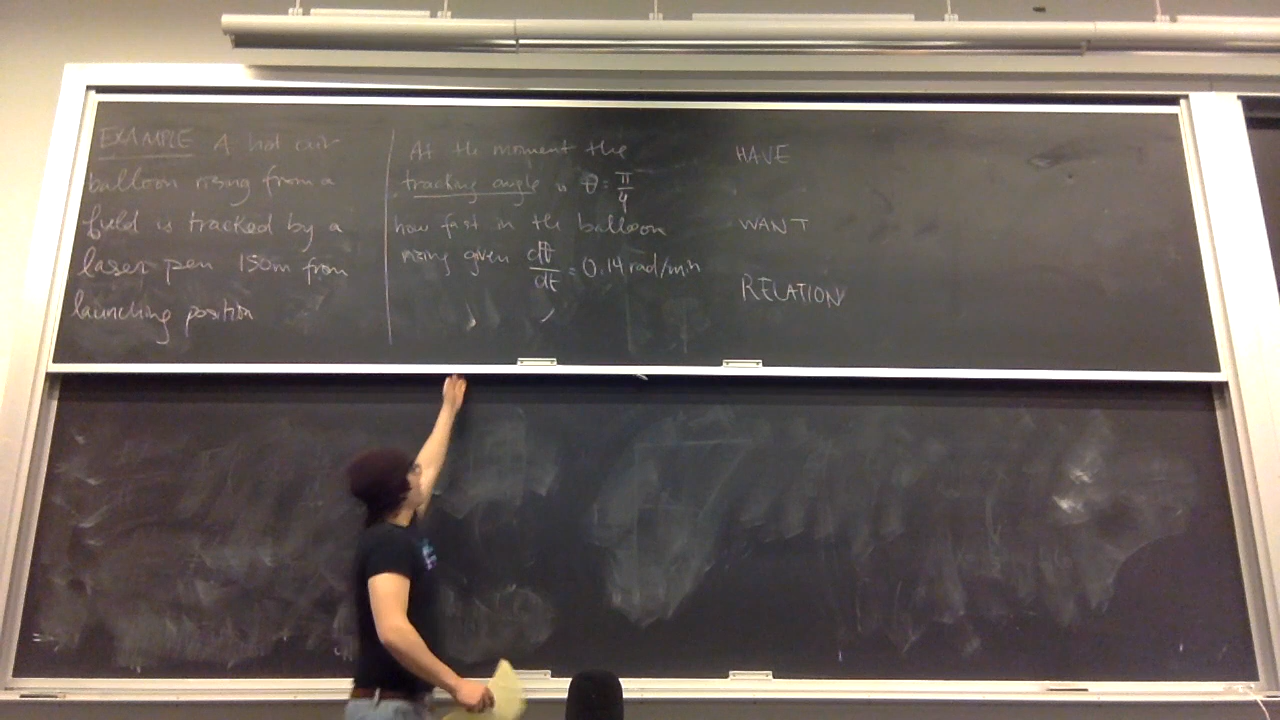 EXAMPLE A hot air
balloon rising from a
field is tracked by a
laser pen 150m from
launching position
At the moment the
tracking angle is θ = π/4
how fast is the balloon
rising given dθ/dt = 0.14 rad/min
HAVE
WANT
RELATION